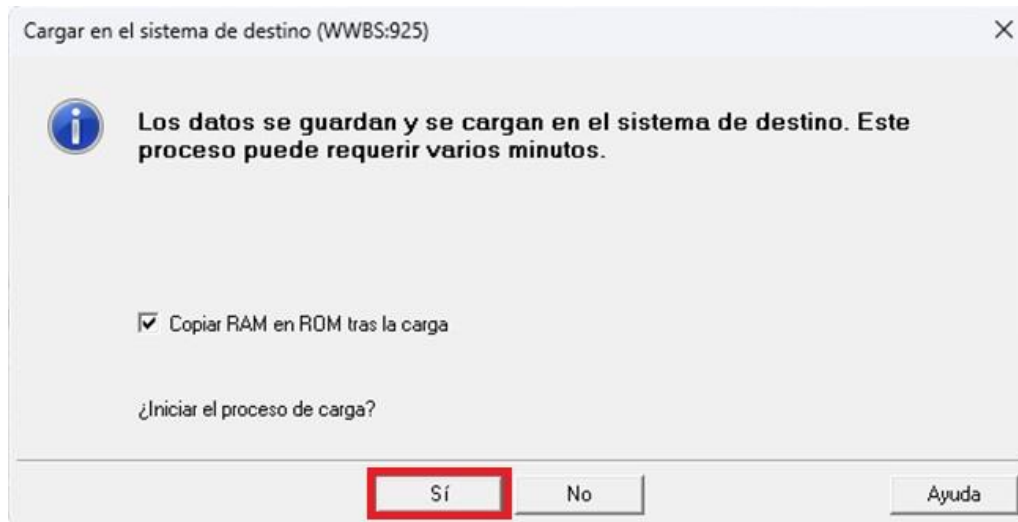 Cargar en el sistema de destino (WWBS:925)
Los datos se guardan y se cargan en el sistema de destino. Este
proceso puede requerir varios minutos.
Copiar RAM en ROM tras la carga
¿Iniciar el proceso de carga?
Sí No Ayuda